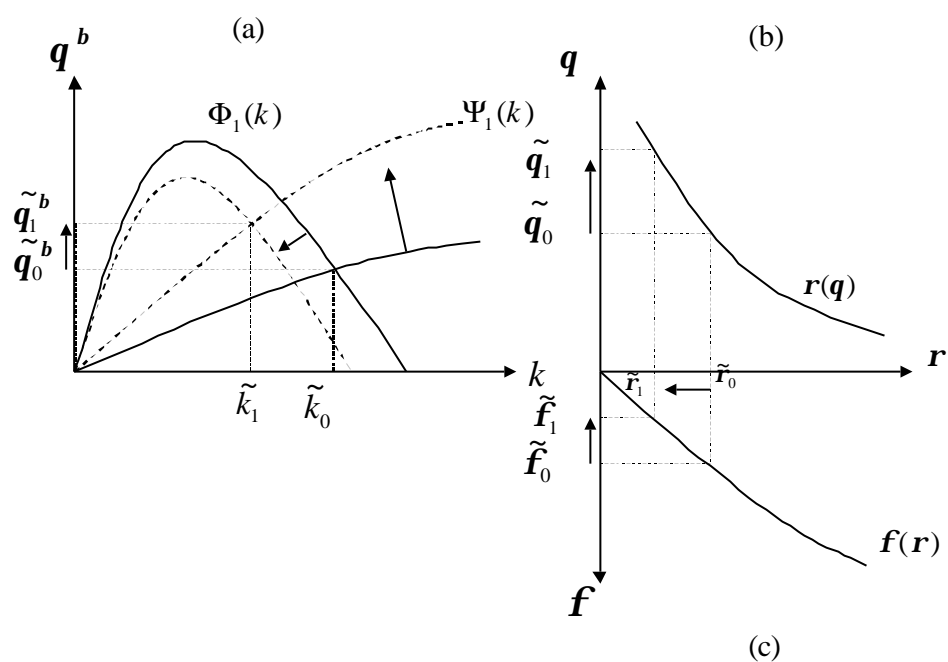 (a)
q^b
Φ₁(k)
Ψ₁(k)
q̃₁^b
q̃₀^b
k̃₁
k̃₀
k
(b)
q
q̃₁
q̃₀
r(q)
r
r̃₁
r̃₀
f̃₁
f̃₀
f(r)
f
(c)